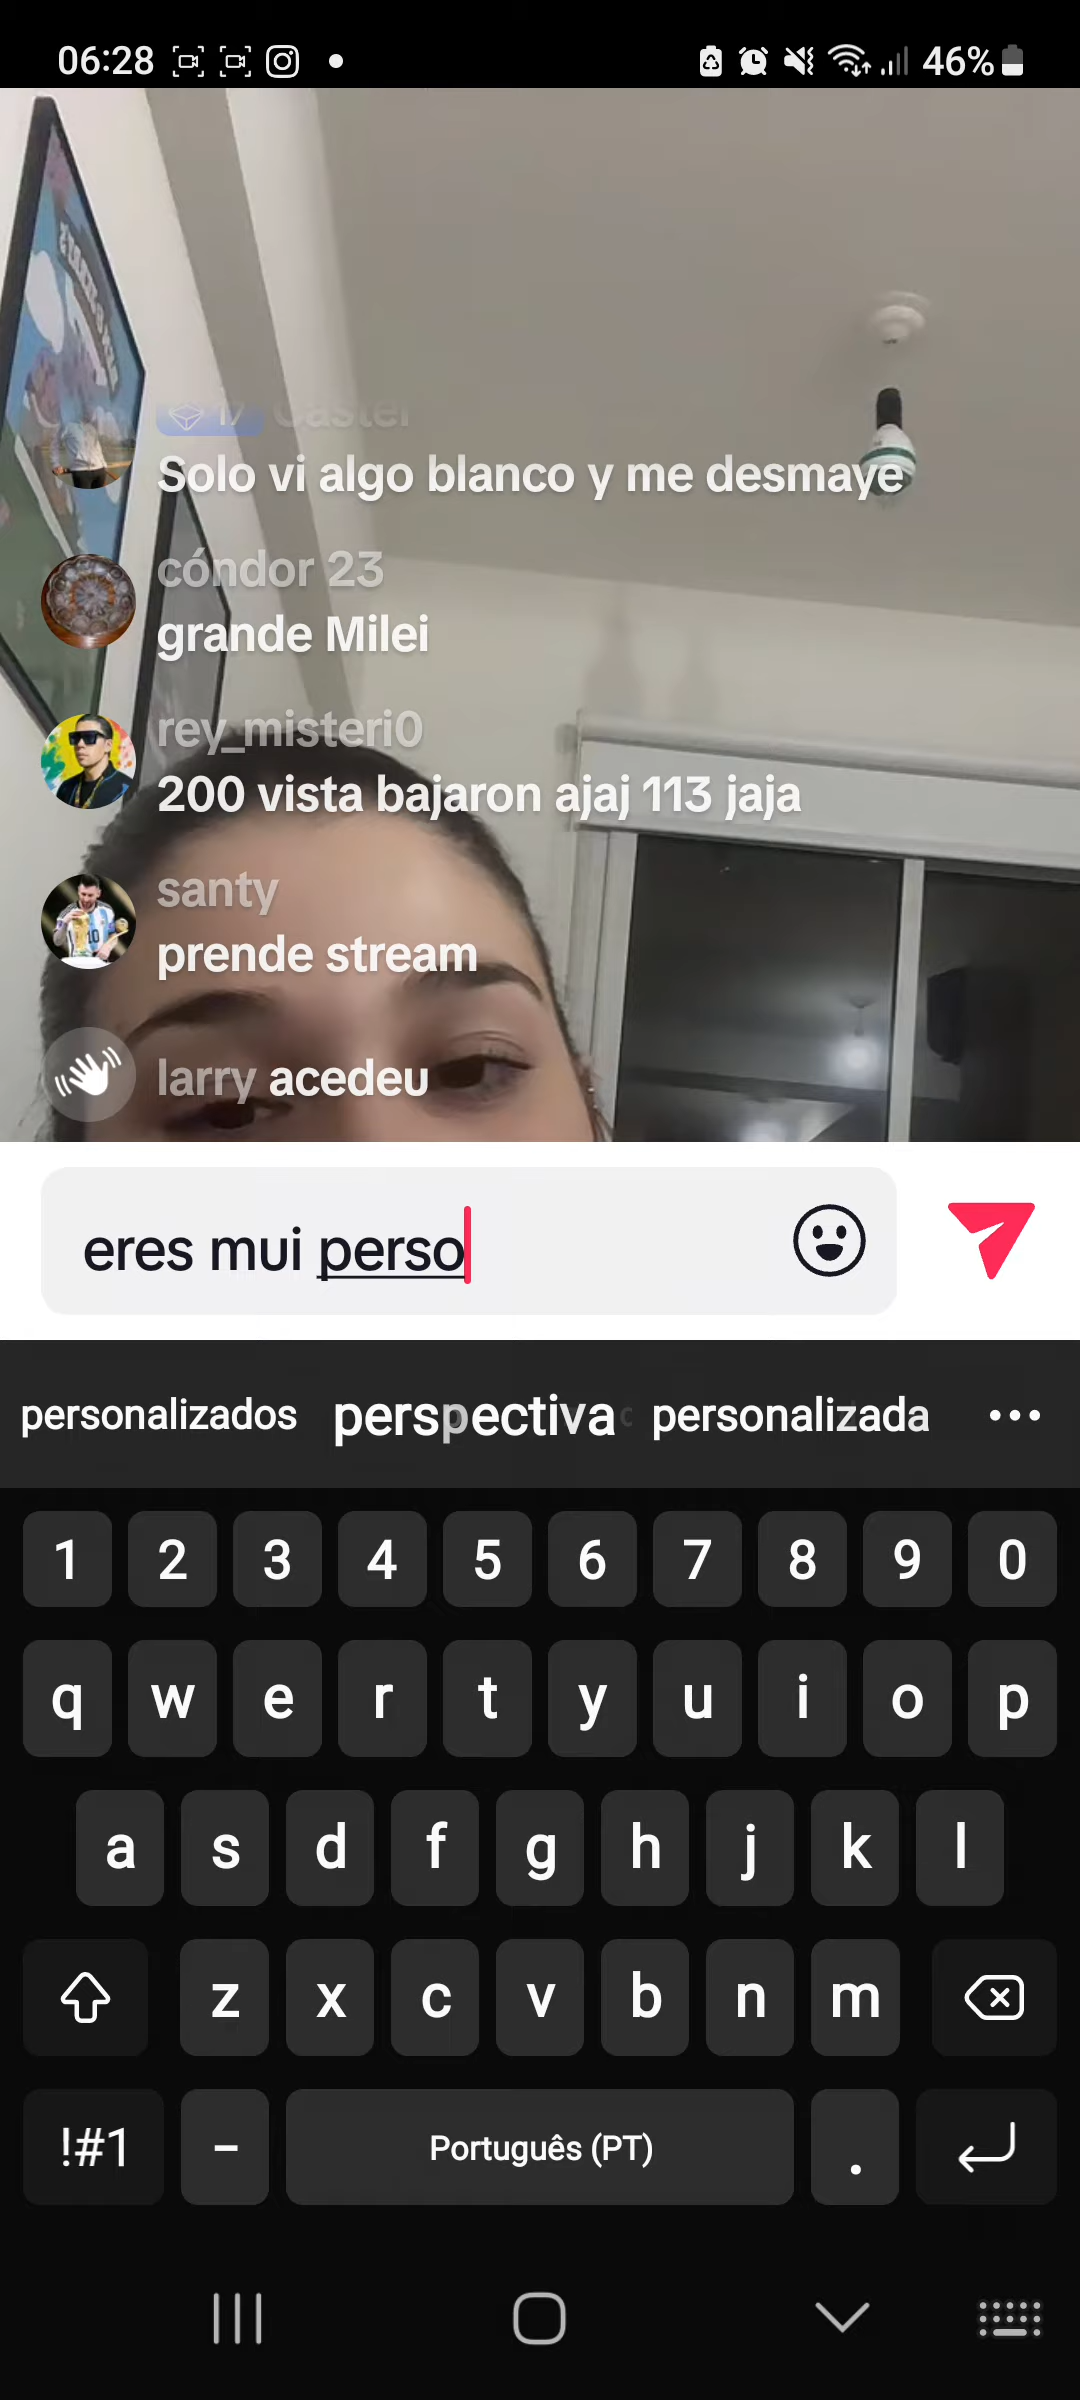 06:28
46%
17 Castel
Solo vi algo blanco y me desmaye
cóndor 23
grande Milei
rey_misteri0
200 vista bajaron ajaj 113 jaja
santy
prende stream
larry acedeu
eres mui perso
personalizados perspectiva personalizada
1 2 3 4 5 6 7 8 9 0
q w e r t y u i o p
a s d f g h j k l
z x c v b n m
!#1 - Português (PT) .